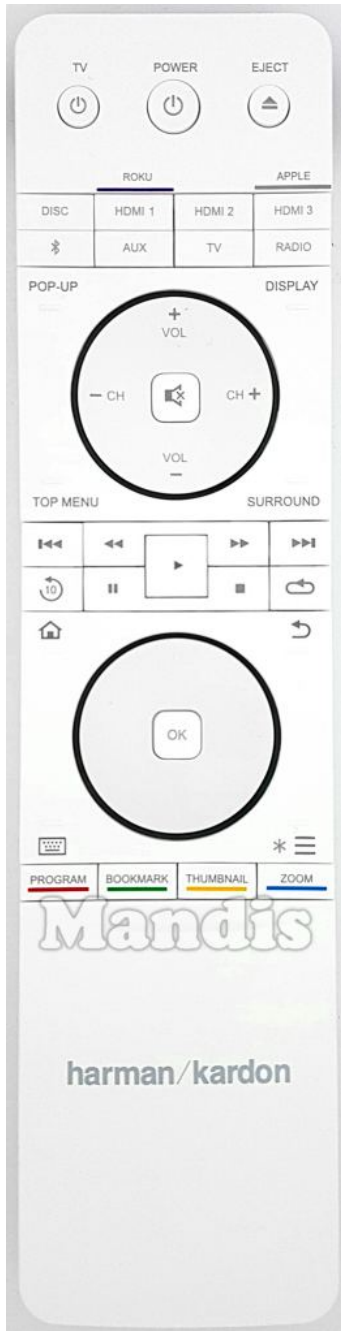 TV POWER EJECT
ROKU APPLE
DISC HDMI 1 HDMI 2 HDMI 3
AUX TV RADIO
POP-UP DISPLAY
+
VOL
− CH CH +
VOL
−
TOP MENU SURROUND
10
OK
*
PROGRAM BOOKMARK THUMBNAIL ZOOM
Mandis
harman/kardon